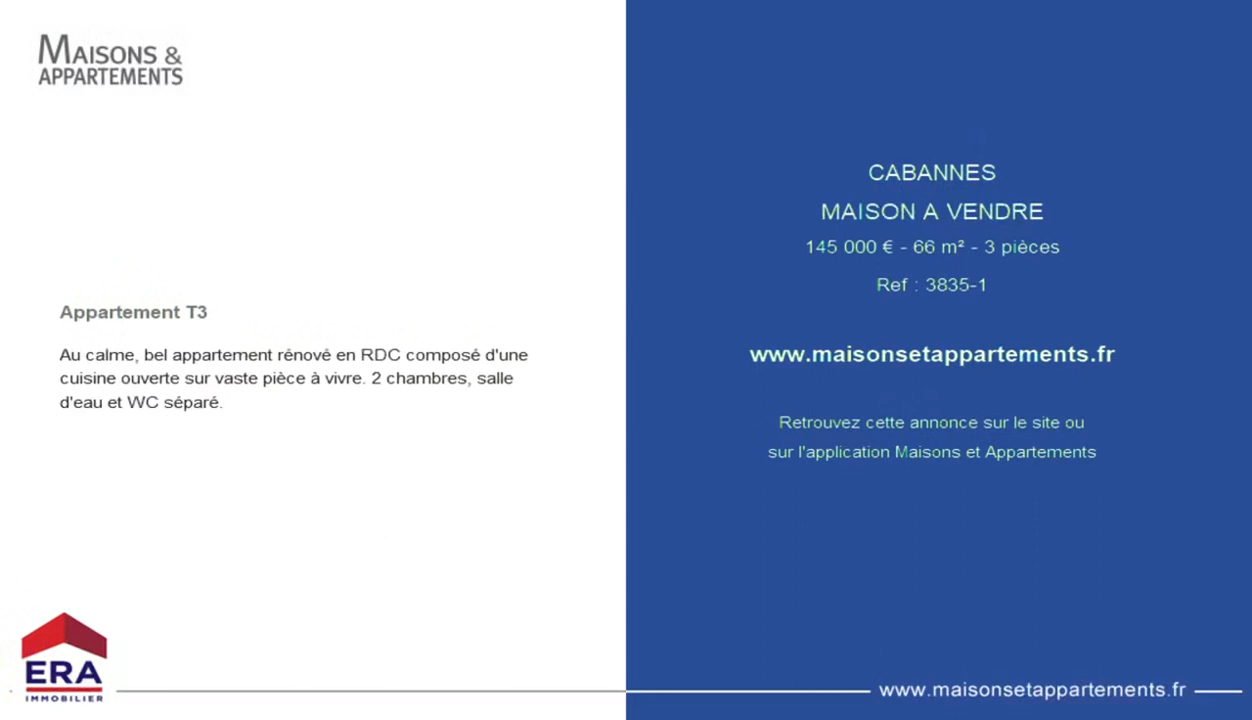 MAISONS &
APPARTEMENTS
Appartement T3
Au calme, bel appartement rénové en RDC composé d'une
cuisine ouverte sur vaste pièce à vivre. 2 chambres, salle
d'eau et WC séparé.
ERA
IMMOBILIER
CABANNES
MAISON A VENDRE
145 000 € - 66 m² - 3 pièces
Ref : 3835-1
www.maisonsetappartements.fr
Retrouvez cette annonce sur le site ou
sur l'application Maisons et Appartements
www.maisonsetappartements.fr